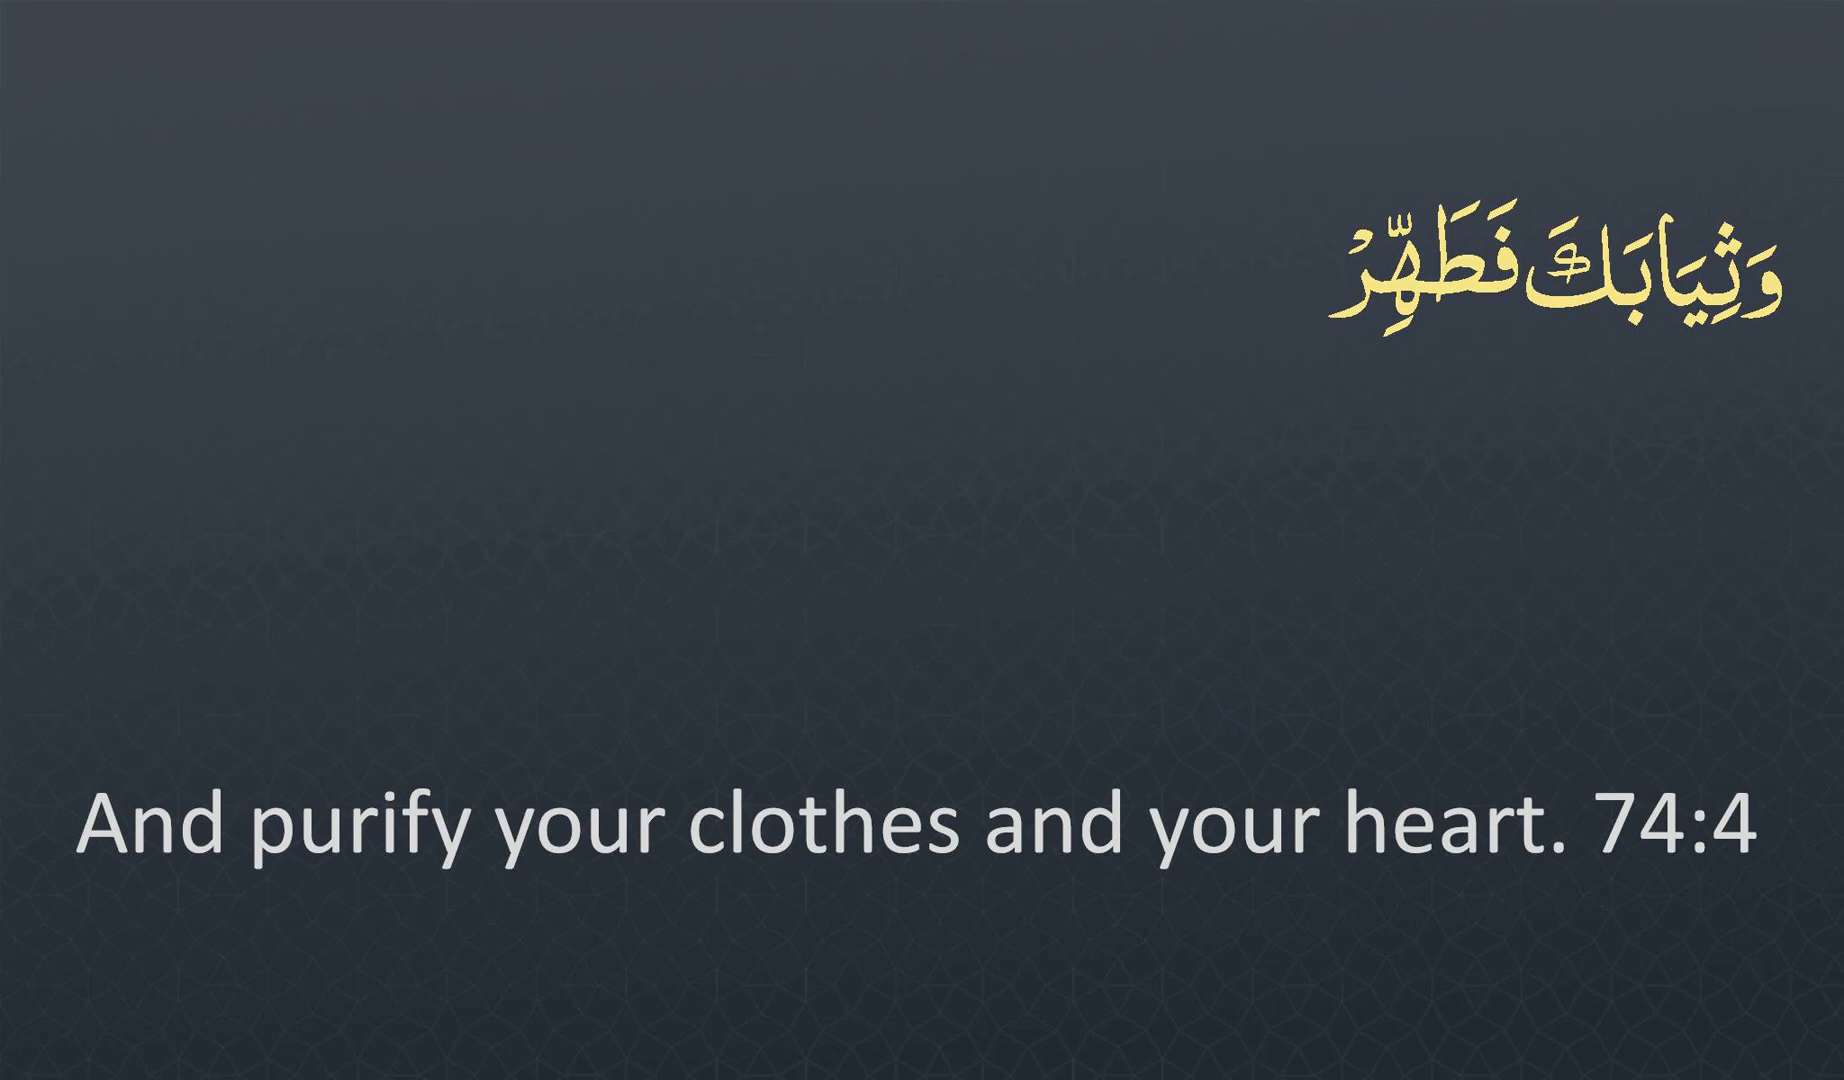 وَثِيَابَكَ فَطَهِّرْ
And purify your clothes and your heart. 74:4